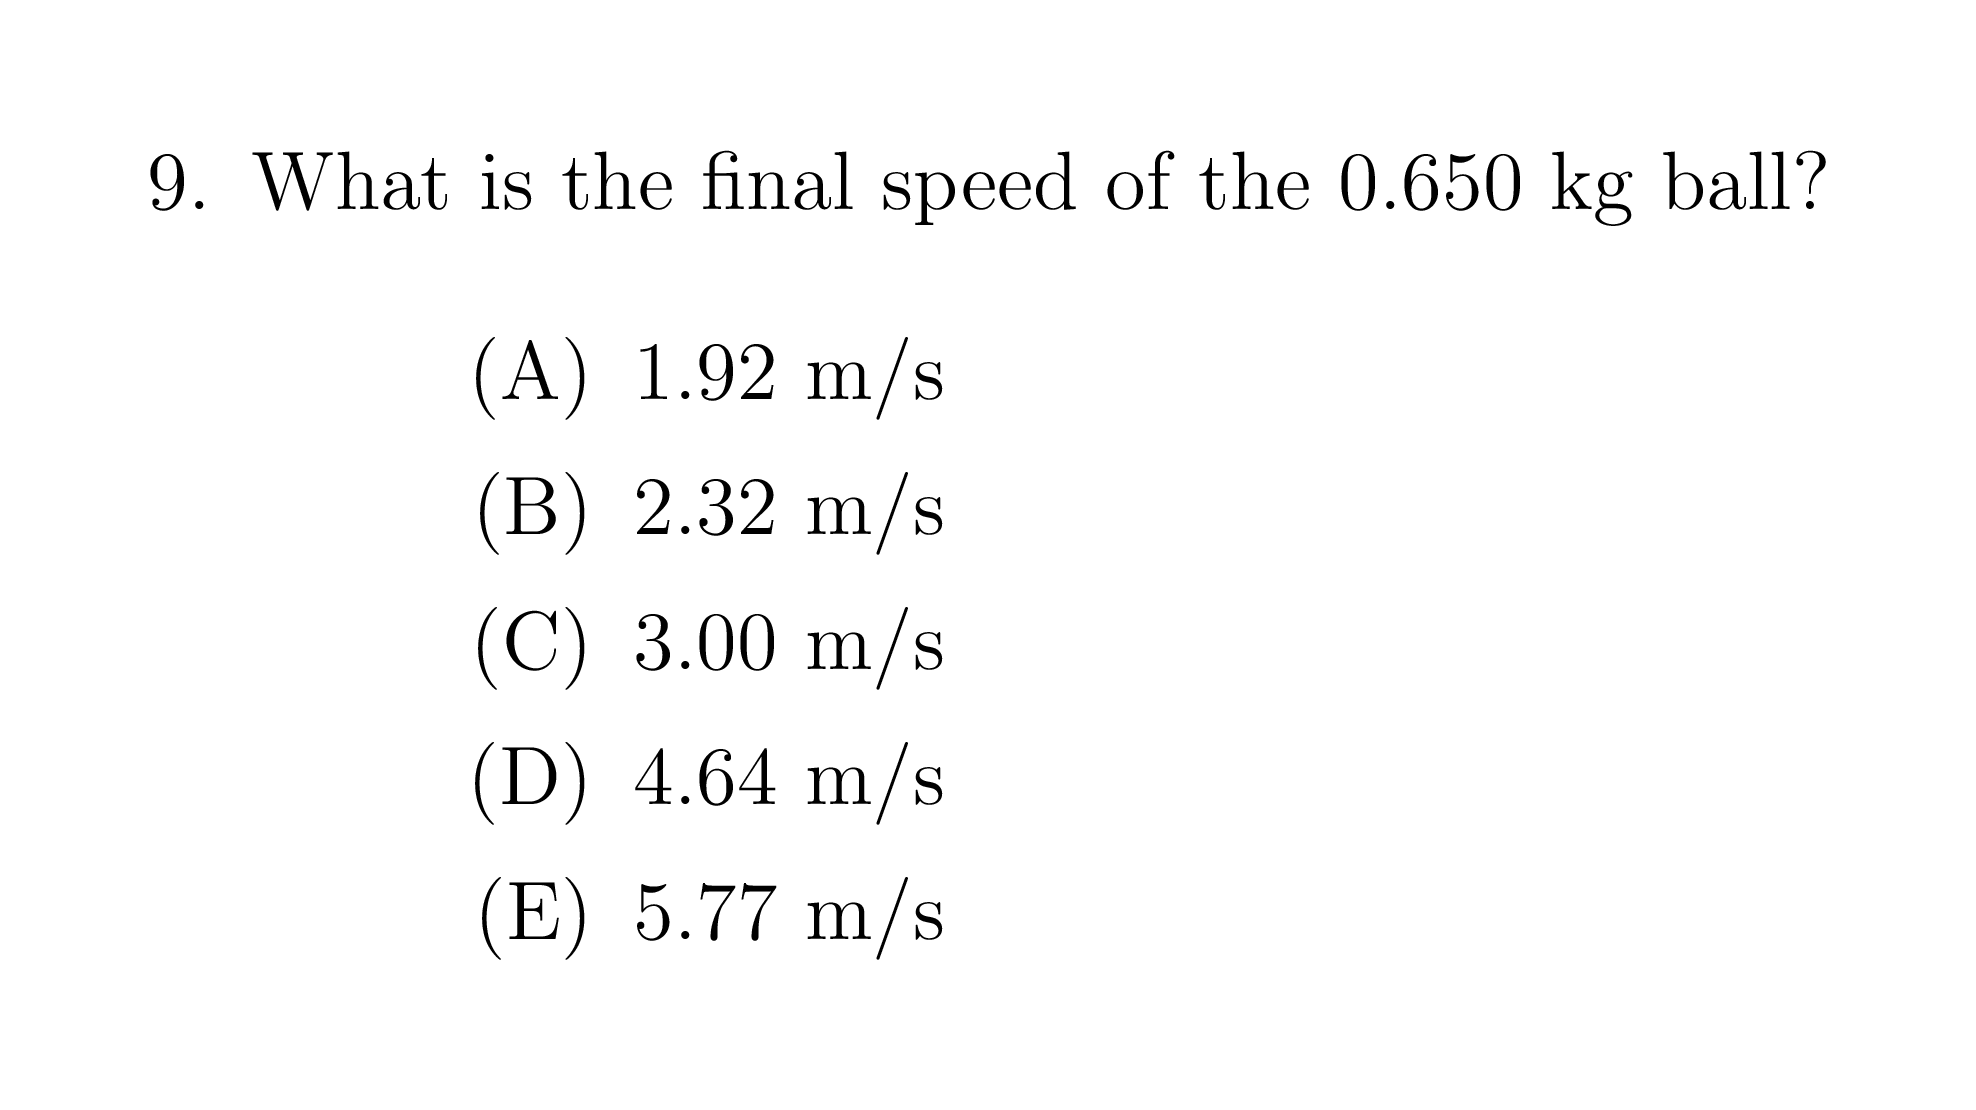 9. What is the final speed of the 0.650 kg ball?
(A) 1.92 m/s
(B) 2.32 m/s
(C) 3.00 m/s
(D) 4.64 m/s
(E) 5.77 m/s